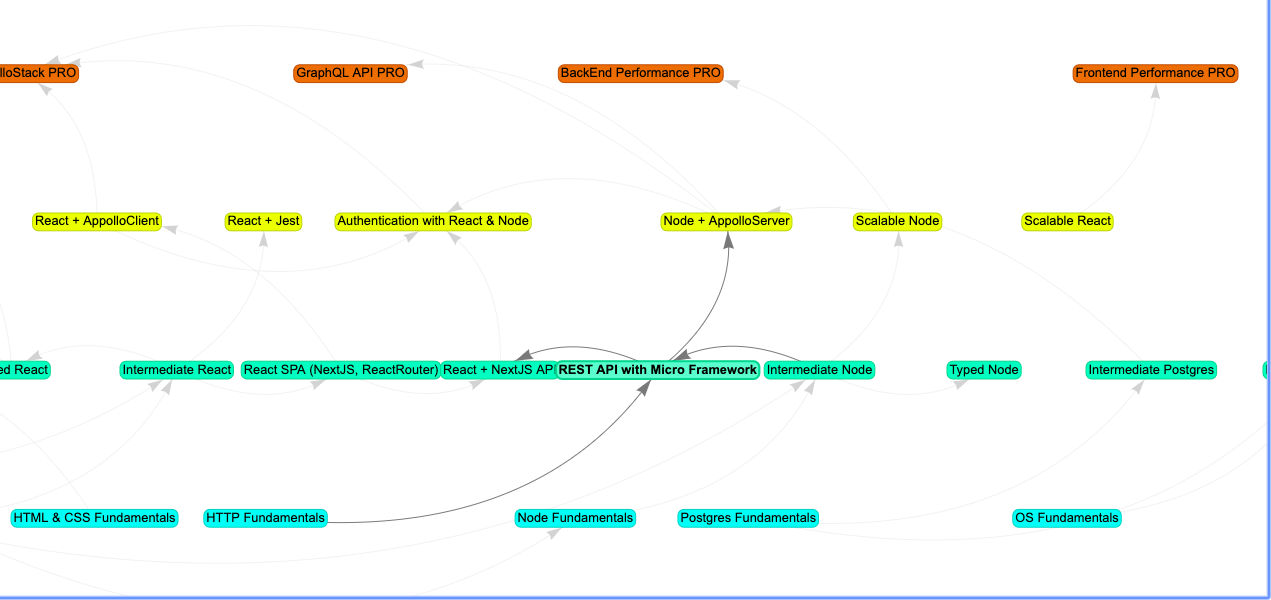 lloStack PRO
GraphQL API PRO
BackEnd Performance PRO
Frontend Performance PRO
React + AppolloClient
React + Jest
Authentication with React & Node
Node + AppoloServer
Scalable Node
Scalable React
ed React
Intermediate React
React SPA (NextJS, ReactRouter)
React + NextJS API
REST API with Micro Framework
Intermediate Node
Typed Node
Intermediate Postgres
HTML & CSS Fundamentals
HTTP Fundamentals
Node Fundamentals
Postgres Fundamentals
OS Fundamentals